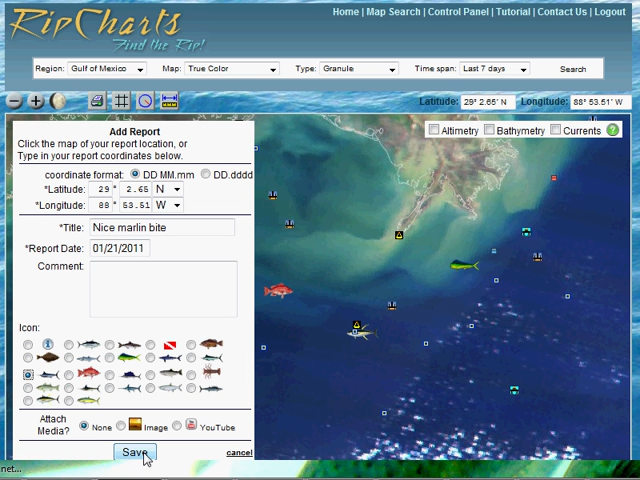 RipCharts
Find the Rip!
Home | Map Search | Control Panel | Tutorial | Contact Us | Logout
Region: Gulf of Mexico Map: True Color Type: Granule Time span: Last 7 days Search
Latitude: 29° 2.65' N Longitude: 88° 53.51' W
Altimetry Bathymetry Currents ?
Add Report
Click the map of your report location, or
Type in your report coordinates below.
coordinate format: DD MM.mm DD.dddd
*Latitude: 29 ° 2.65 N
*Longitude: 88 ° 53.51 W
*Title: Nice marlin bite
*Report Date: 01/21/2011
Comment:
Icon:
Attach
Media? None Image YouTube
Save cancel
net...